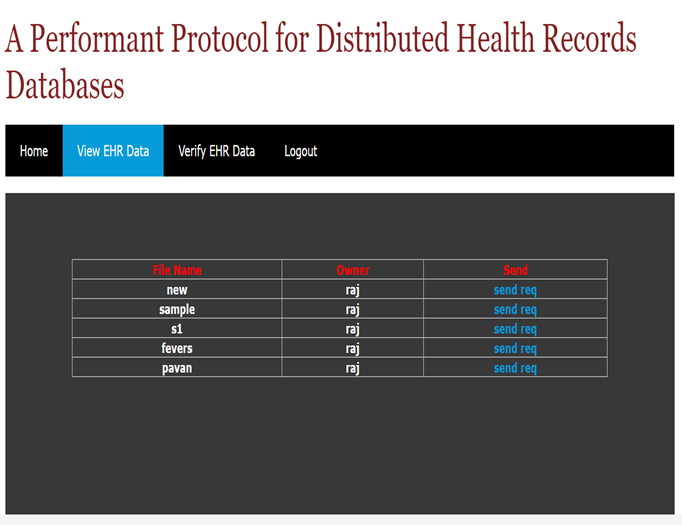 A Performant Protocol for Distributed Health Records
Databases
Home View EHR Data Verify EHR Data Logout
File Name Owner Send
new raj send req
sample raj send req
s1 raj send req
fevers raj send req
pavan raj send req